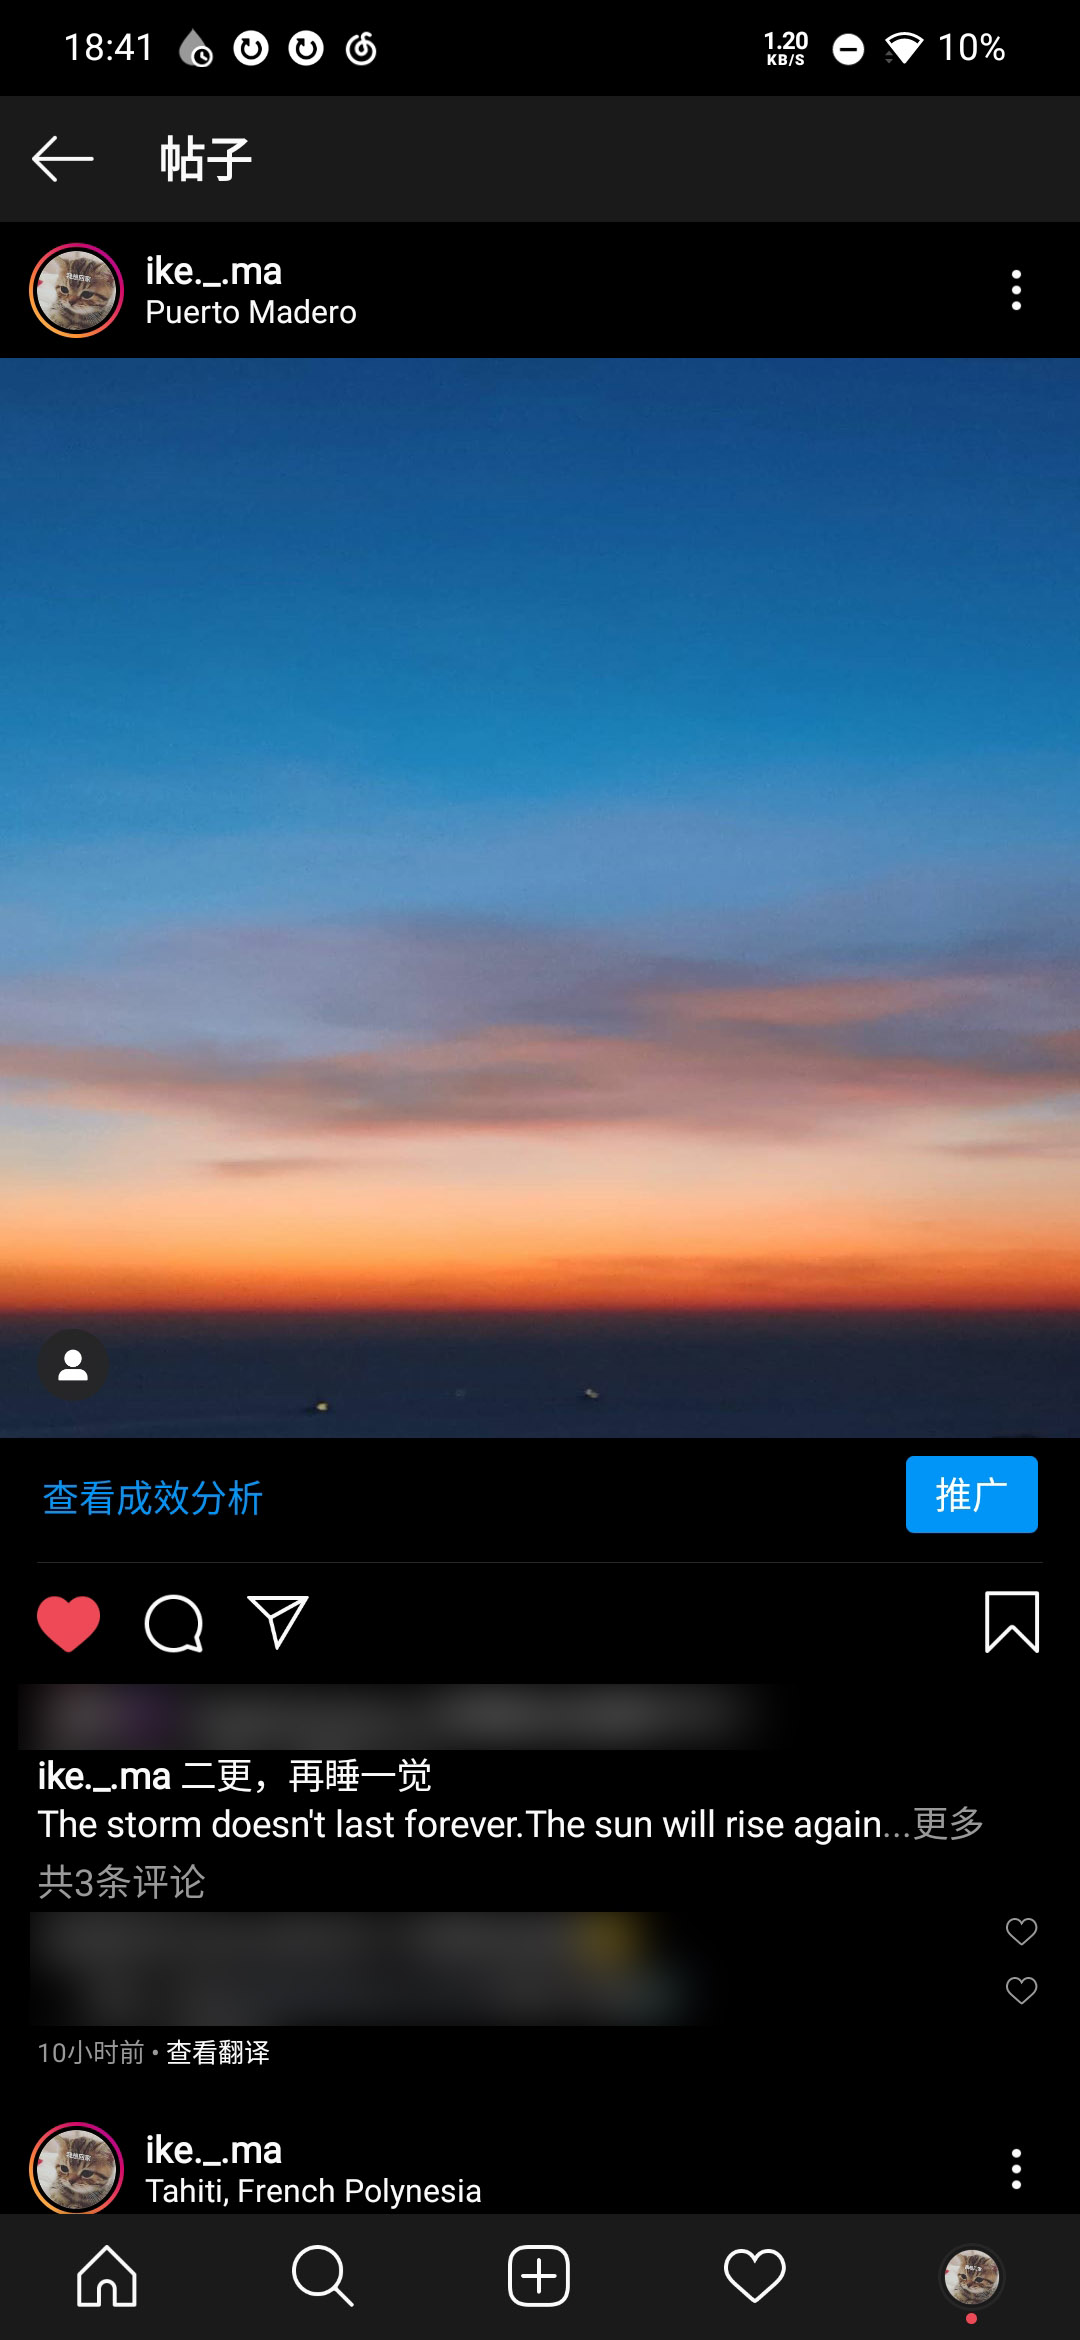 18:41
1.20
KB/S
10%
帖子
ike._.ma
Puerto Madero
查看成效分析
推广
ike._.ma 二更，再睡一觉
The storm doesn't last forever.The sun will rise again...更多
共3条评论
10小时前 • 查看翻译
ike._.ma
Tahiti, French Polynesia